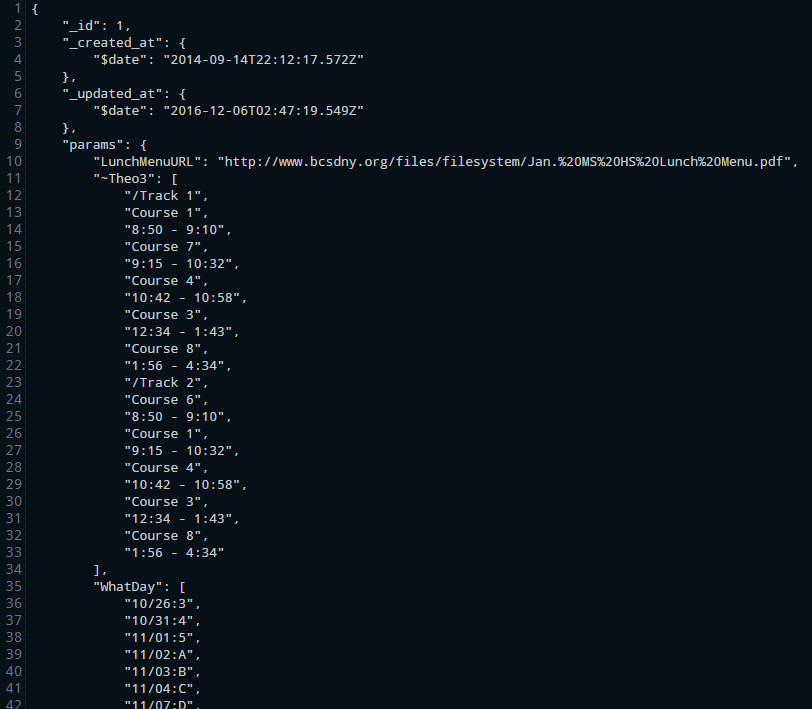 1 {
2 "_id": 1,
3 "_created_at": {
4 "$date": "2014-09-14T22:12:17.572Z"
5 },
6 "_updated_at": {
7 "$date": "2016-12-06T02:47:19.549Z"
8 },
9 "params": {
10 "LunchMenuURL": "http://www.bcsdny.org/files/filesystem/Jan.%20MS%20HS%20Lunch%20Menu.pdf",
11 "~Theo3": [
12 "/Track 1",
13 "Course 1",
14 "8:50 - 9:10",
15 "Course 7",
16 "9:15 - 10:32",
17 "Course 4",
18 "10:42 - 10:58",
19 "Course 3",
20 "12:34 - 1:43",
21 "Course 8",
22 "1:56 - 4:34",
23 "/Track 2",
24 "Course 6",
25 "8:50 - 9:10",
26 "Course 1",
27 "9:15 - 10:32",
28 "Course 4",
29 "10:42 - 10:58",
30 "Course 3",
31 "12:34 - 1:43",
32 "Course 8",
33 "1:56 - 4:34"
34 ],
35 "WhatDay": [
36 "10/26:3",
37 "10/31:4",
38 "11/01:5",
39 "11/02:A",
40 "11/03:B",
41 "11/04:C",
42 "11/07:D",